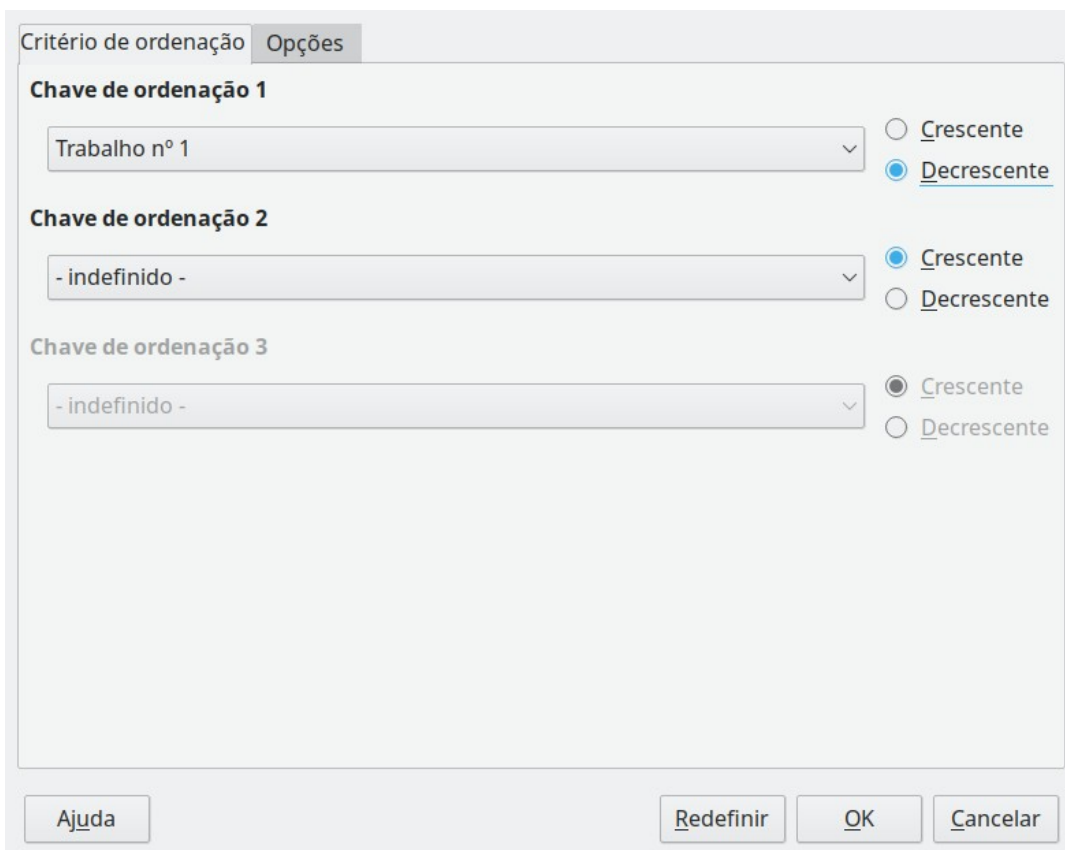 Critério de ordenação Opções
Chave de ordenação 1
Trabalho nº 1
Crescente
Decrescente
Chave de ordenação 2
- indefinido -
Crescente
Decrescente
Chave de ordenação 3
- indefinido -
Crescente
Decrescente
Ajuda Redefinir OK Cancelar